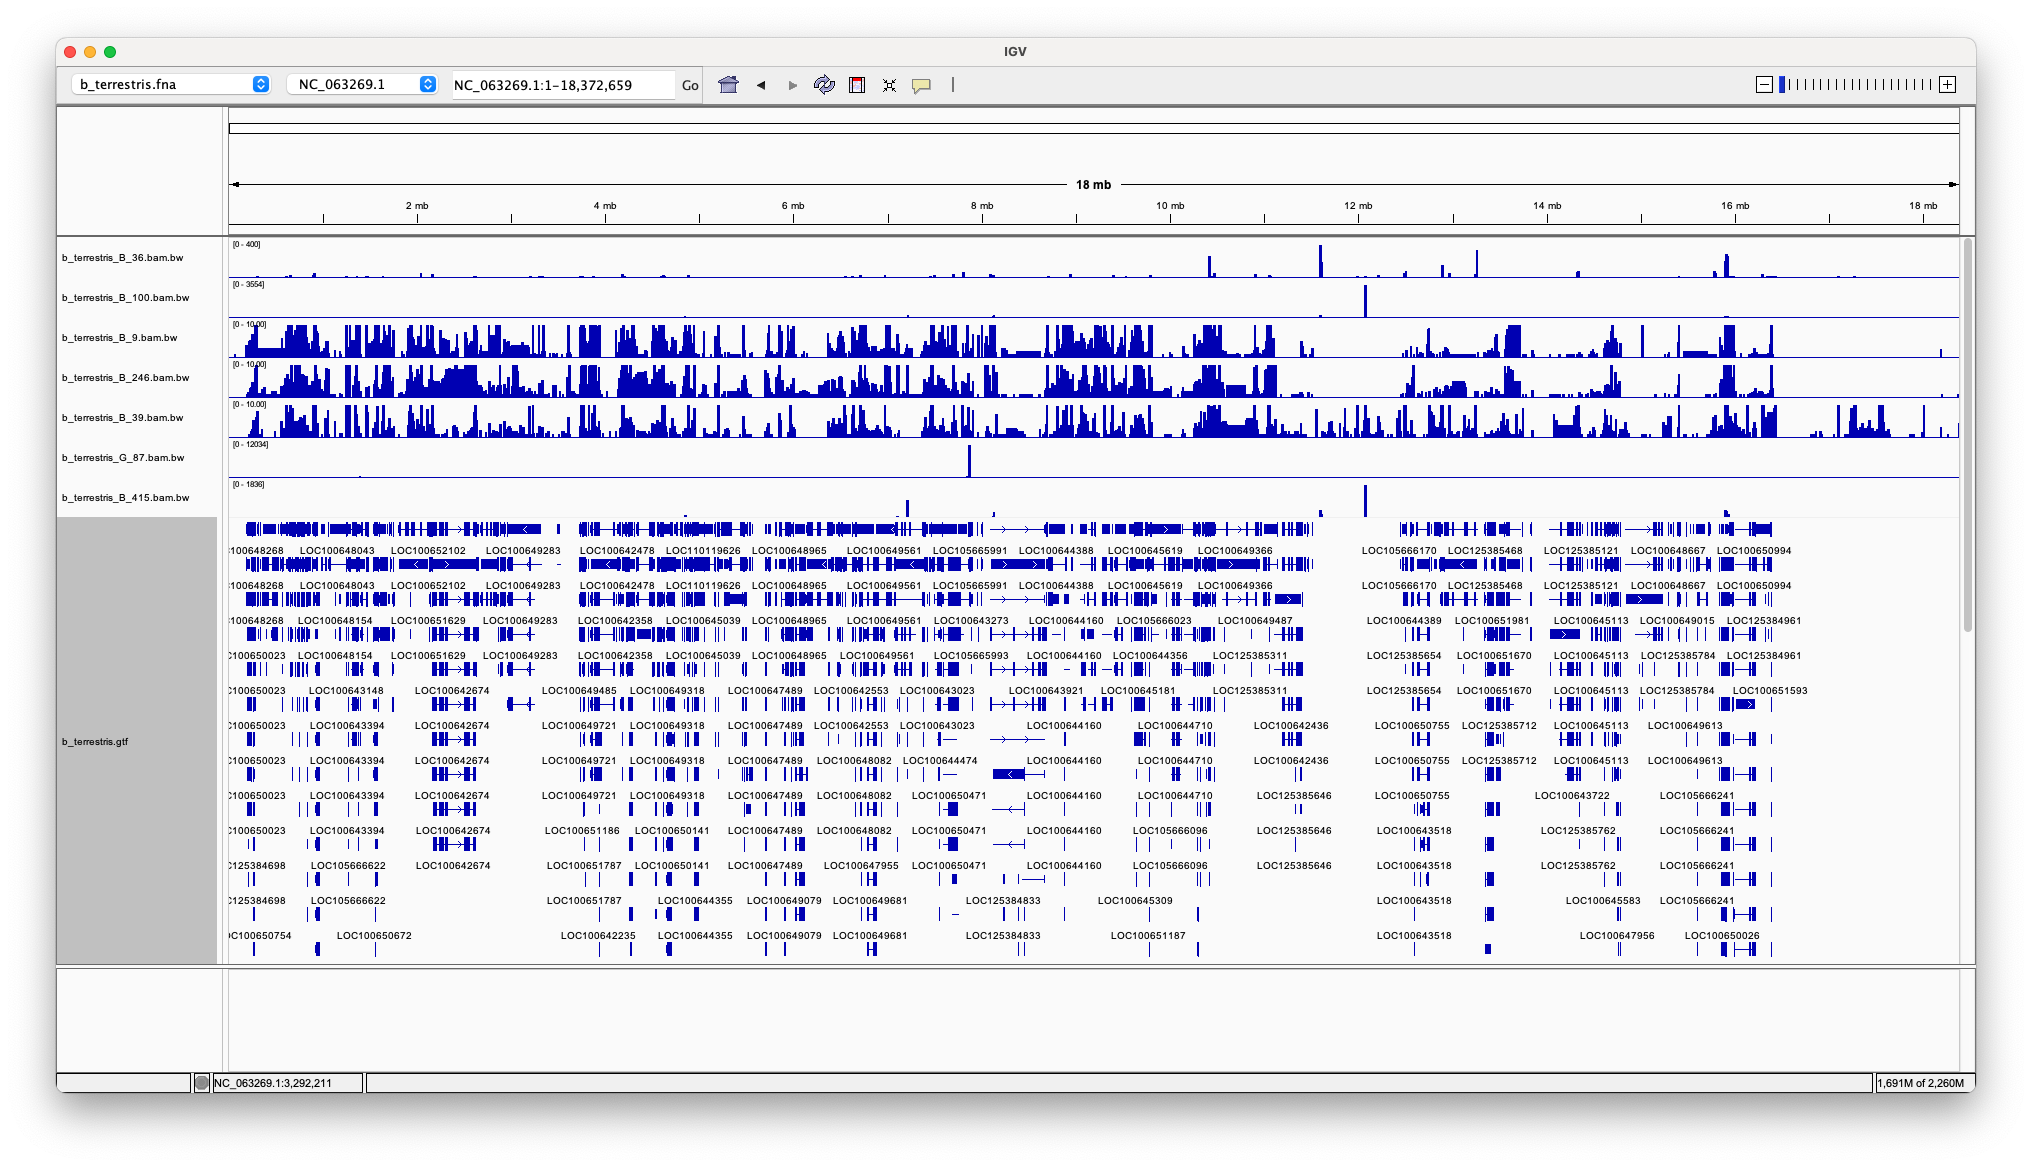 IGV
b_terrestris.fna NC_063269.1 NC_063269.1:1-18,372,659 Go
18 mb
2 mb 4 mb 6 mb 8 mb 10 mb 12 mb 14 mb 16 mb 18 mb
[0 - 400]
b_terrestris_B_36.bam.bw
[0 - 3554]
b_terrestris_B_100.bam.bw
[0 - 10.00]
b_terrestris_B_9.bam.bw
[0 - 10.00]
b_terrestris_B_246.bam.bw
[0 - 10.00]
b_terrestris_B_39.bam.bw
[0 - 12034]
b_terrestris_G_87.bam.bw
[0 - 1836]
b_terrestris_B_415.bam.bw
:100648268 LOC100648043 LOC100652102 LOC100649283 LOC100642478 LOC110119626 LOC100648965 LOC100649561 LOC105665991 LOC100644388 LOC100645619 LOC100649366 LOC105666170 LOC125385468 LOC125385121 LOC100648667 LOC100650994
:100648268 LOC100648043 LOC100652102 LOC100649283 LOC100642478 LOC110119626 LOC100648965 LOC100649561 LOC105665991 LOC100644388 LOC100645619 LOC100649366 LOC105666170 LOC125385468 LOC125385121 LOC100648667 LOC100650994
:100648268 LOC100648154 LOC100651629 LOC100649283 LOC100642358 LOC100645039 LOC100648965 LOC100649561 LOC100643273 LOC100644160 LOC105666023 LOC100649487 LOC100644389 LOC100651981 LOC100645113 LOC100649015 LOC125384961
C100650023 LOC100648154 LOC100651629 LOC100649283 LOC100642358 LOC100645039 LOC100648965 LOC100649561 LOC105665993 LOC100644160 LOC100644356 LOC125385311 LOC125385654 LOC100651670 LOC100645113 LOC125385784 LOC125384961
C100650023 LOC100643148 LOC100642674 LOC100649485 LOC100649318 LOC100647489 LOC100642553 LOC100643023 LOC100643921 LOC100645181 LOC125385311 LOC125385654 LOC100651670 LOC100645113 LOC125385784 LOC100651593
C100650023 LOC100643394 LOC100642674 LOC100649721 LOC100649318 LOC100647489 LOC100642553 LOC100643023 LOC100644160 LOC100644710 LOC100642436 LOC100650755 LOC125385712 LOC100645113 LOC100649613
b_terrestris.gtf
C100650023 LOC100643394 LOC100642674 LOC100649721 LOC100649318 LOC100647489 LOC100648082 LOC100644474 LOC100644160 LOC100644710 LOC100642436 LOC100650755 LOC125385712 LOC100645113 LOC100649613
C100650023 LOC100643394 LOC100642674 LOC100649721 LOC100649318 LOC100647489 LOC100648082 LOC100650471 LOC100644160 LOC100644710 LOC125385646 LOC100650755 LOC100643722 LOC105666241
C100650023 LOC100643394 LOC100642674 LOC100651186 LOC100650141 LOC100647489 LOC100648082 LOC100650471 LOC100644160 LOC105666096 LOC125385646 LOC100643518 LOC125385762 LOC105666241
C125384698 LOC105666622 LOC100642674 LOC100651787 LOC100650141 LOC100647489 LOC100647955 LOC100650471 LOC100644160 LOC105666096 LOC125385646 LOC100643518 LOC125385762 LOC105666241
C125384698 LOC105666622 LOC100651787 LOC100644355 LOC100649079 LOC100649681 LOC125384833 LOC100645309 LOC100643518 LOC100645583 LOC105666241
OC100650754 LOC100650672 LOC100642235 LOC100644355 LOC100649079 LOC100649681 LOC125384833 LOC100651187 LOC100643518 LOC100647956 LOC100650026
NC_063269.1:3,292,211 1,691M of 2,260M